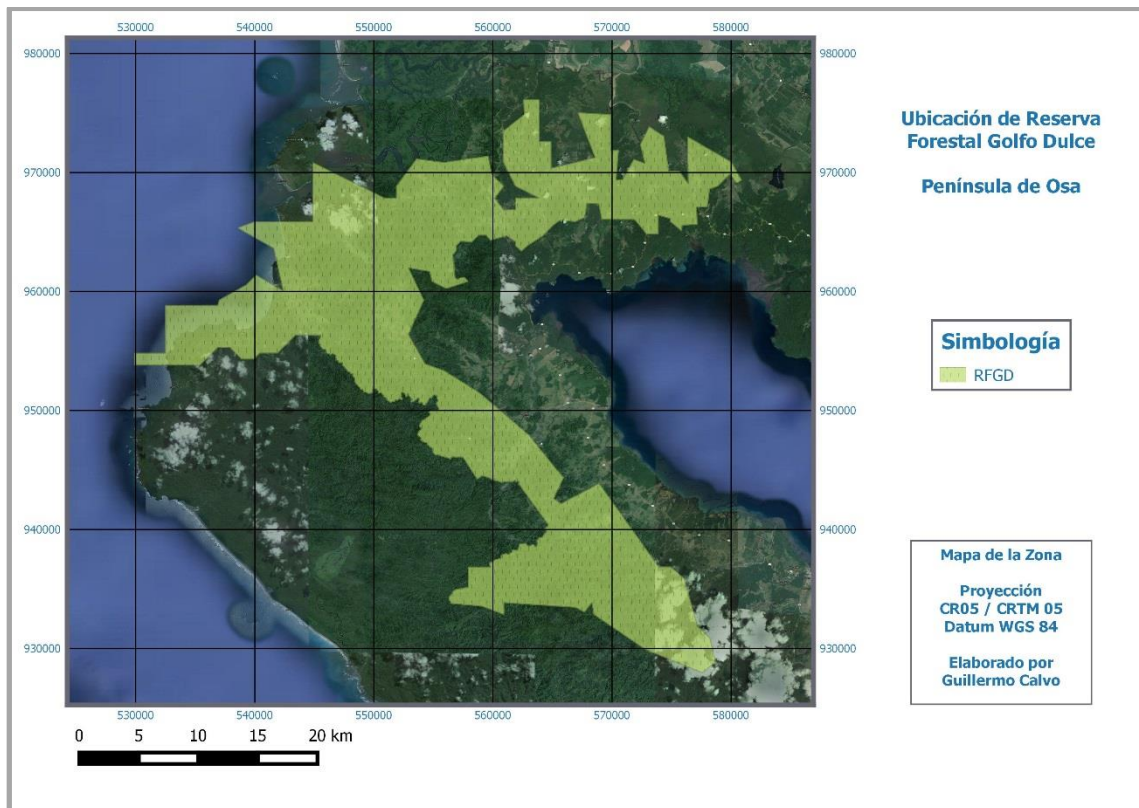 530000 540000 550000 560000 570000 580000
980000 980000
970000 970000
960000 960000
950000 950000
940000 940000
930000 930000
530000 540000 550000 560000 570000 580000
0 5 10 15 20 km
Ubicación de Reserva
Forestal Golfo Dulce
Península de Osa
Simbología
RFGD
Mapa de la Zona
Proyección
CR05 / CRTM 05
Datum WGS 84
Elaborado por
Guillermo Calvo